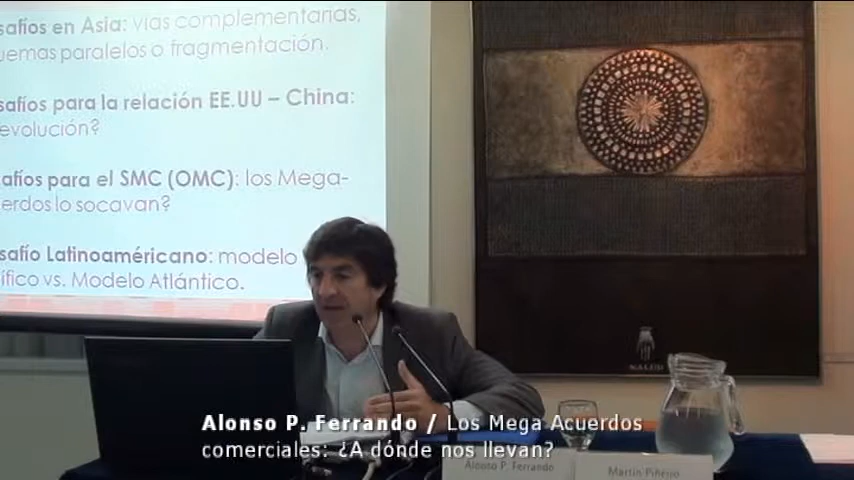 safíos en Asia: vías complementarias,
uemas paralelos o fragmentación.
afíos para la relación EE.UU – China:
evolución?
afíos para el SMC (OMC): los Mega-
erdos lo socavan?
safío Latinoaméricano: modelo
ífico vs. Modelo Atlántico.
NALED
Alonso P. Ferrando / Los Mega Acuerdos
comerciales: ¿A dónde nos llevan?
Alonso P. Ferrando
Martín Piñeiro